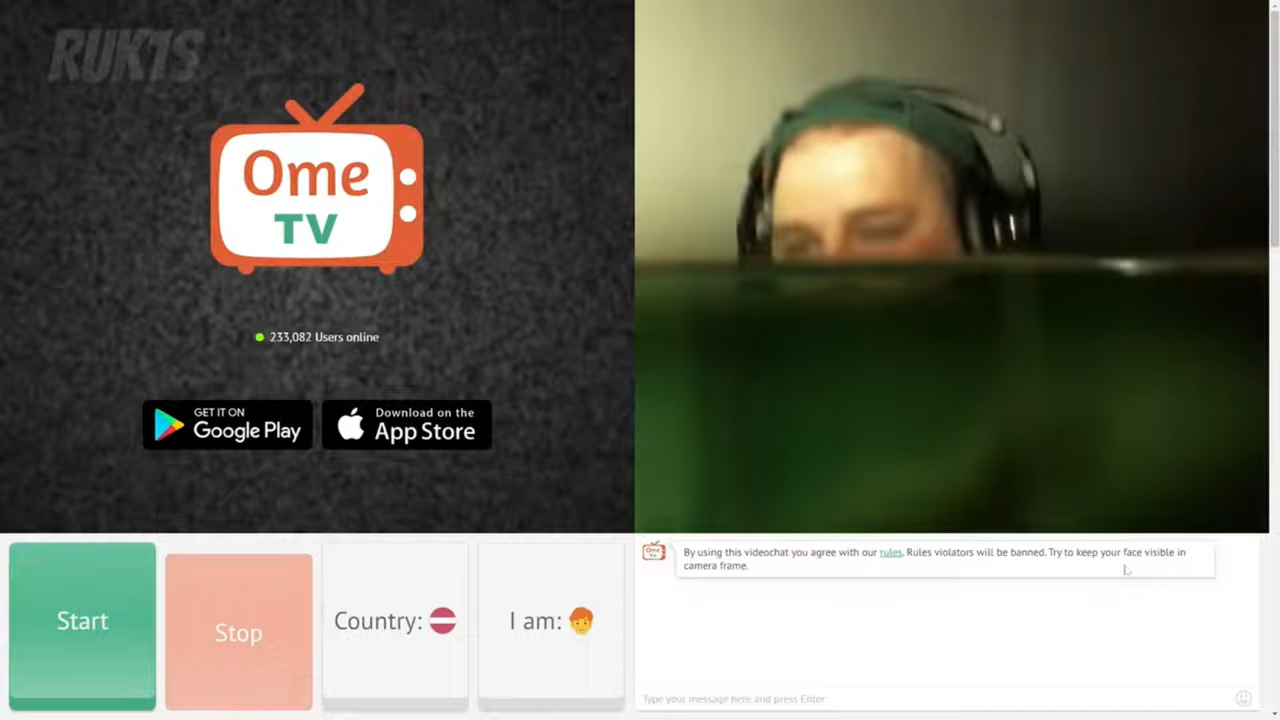 RUK1S
Ome
TV
233,082 Users online
GET IT ON
Google Play
Download on the
App Store
Start
Stop
Country:
I am:
Ome
TV
By using this videochat you agree with our rules. Rules violators will be banned. Try to keep your face visible in
camera frame.
Type your message here and press Enter